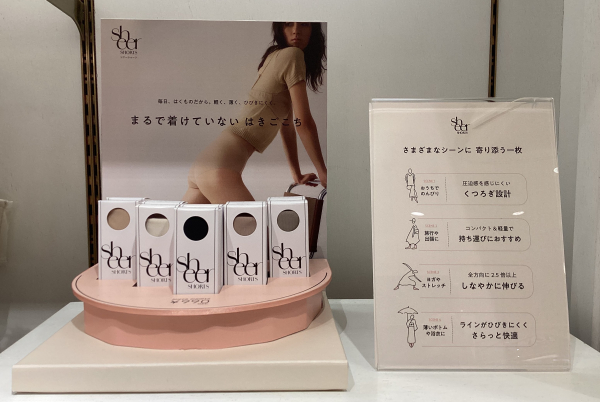 sheer
SHORTS
毎日、はくものだから。軽く、薄く、ひびきにくく。
まるで着けていない はきごこち
sheer
SHORTS
sheer
SHORTS
sheer
SHORTS
sheer
SHORTS
sheer
SHORTS
sheer
SHORTS
さまざまなシーンに 寄り添う一枚
おうちで
のんびり
圧迫感を感じにくい
くつろぎ設計
旅行や
出張に
コンパクト&軽量で
持ち運びにおすすめ
ヨガや
ストレッチ
全方向に2.5倍以上
しなやかに伸びる
薄いボトム
や浴衣に
ラインがひびきにくく
さらっと快適